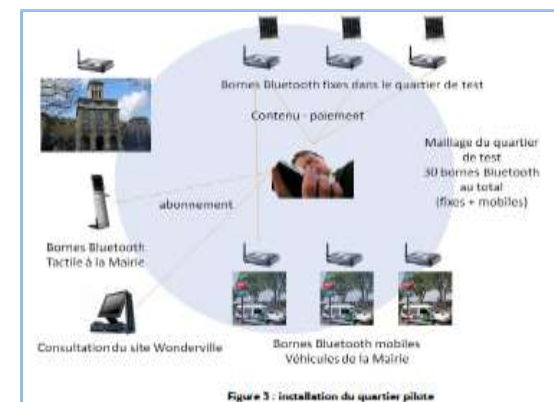 Bornes Bluetooth fixes dans le quartier de test
Contenu - paiement
Maillage du quartier
de test
30 bornes Bluetooth
au total
(fixes + mobiles)
abonnement
Bornes Bluetooth
Tactile à la Mairie
Consultation du site Wonderville
Bornes Bluetooth mobiles
Véhicules de la Mairie
Figure 3 : installation du quartier pilote